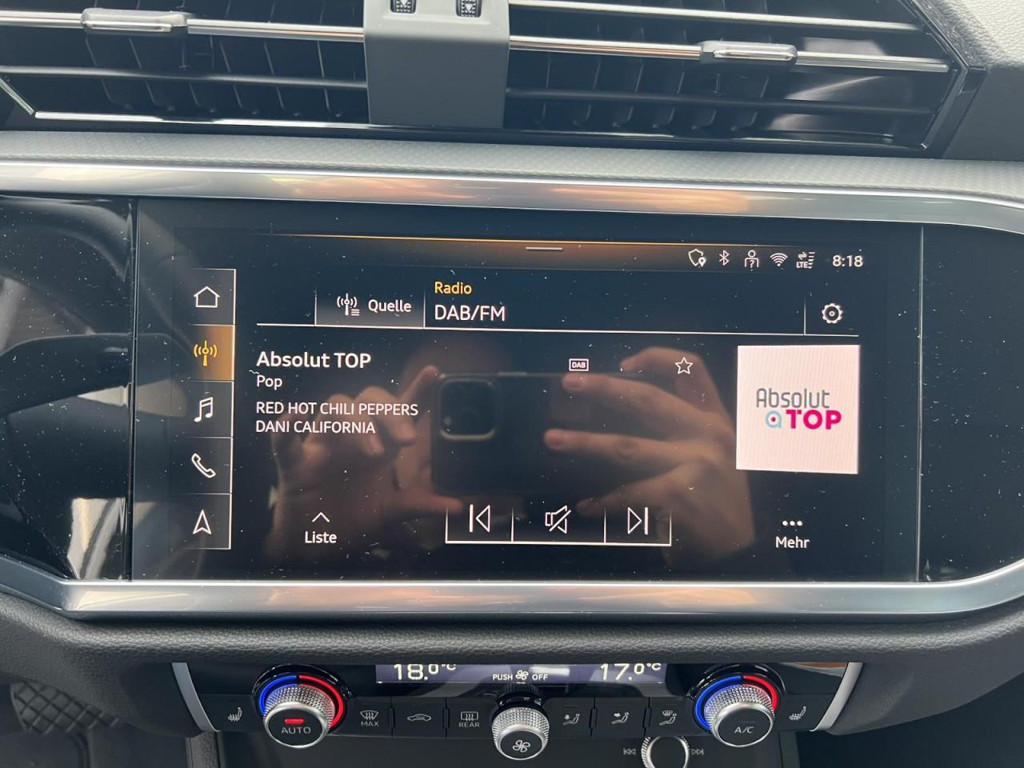 LTE
8:18
Radio
Quelle
DAB/FM
Absolut TOP
DAB
Pop
RED HOT CHILI PEPPERS
DANI CALIFORNIA
Absolut
TOP
Liste
Mehr
18.0°C
PUSH OFF
17.0°C
AUTO
MAX
REAR
A/C